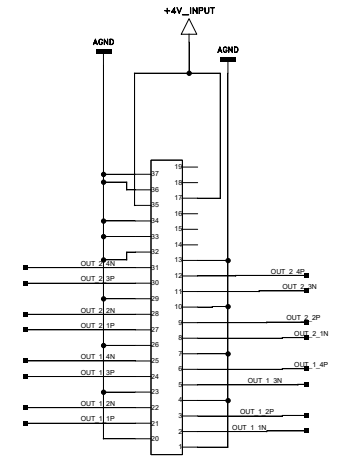 +4V_INPUT
AGND
AGND
19
37
18
36
17
35
16
34
15
33
14
32
13
OUT_2_4N
31
12
OUT_2_4P
OUT_2_3P
30
11
OUT_2_3N
29
10
OUT_2_2N
28
9
OUT_2_2P
OUT_2_1P
27
8
OUT_2_1N
26
7
OUT_1_4N
25
6
OUT_1_4P
OUT_1_3P
24
5
OUT_1_3N
23
4
OUT_1_2N
22
3
OUT_1_2P
OUT_1_1P
21
2
OUT_1_1N
20
1